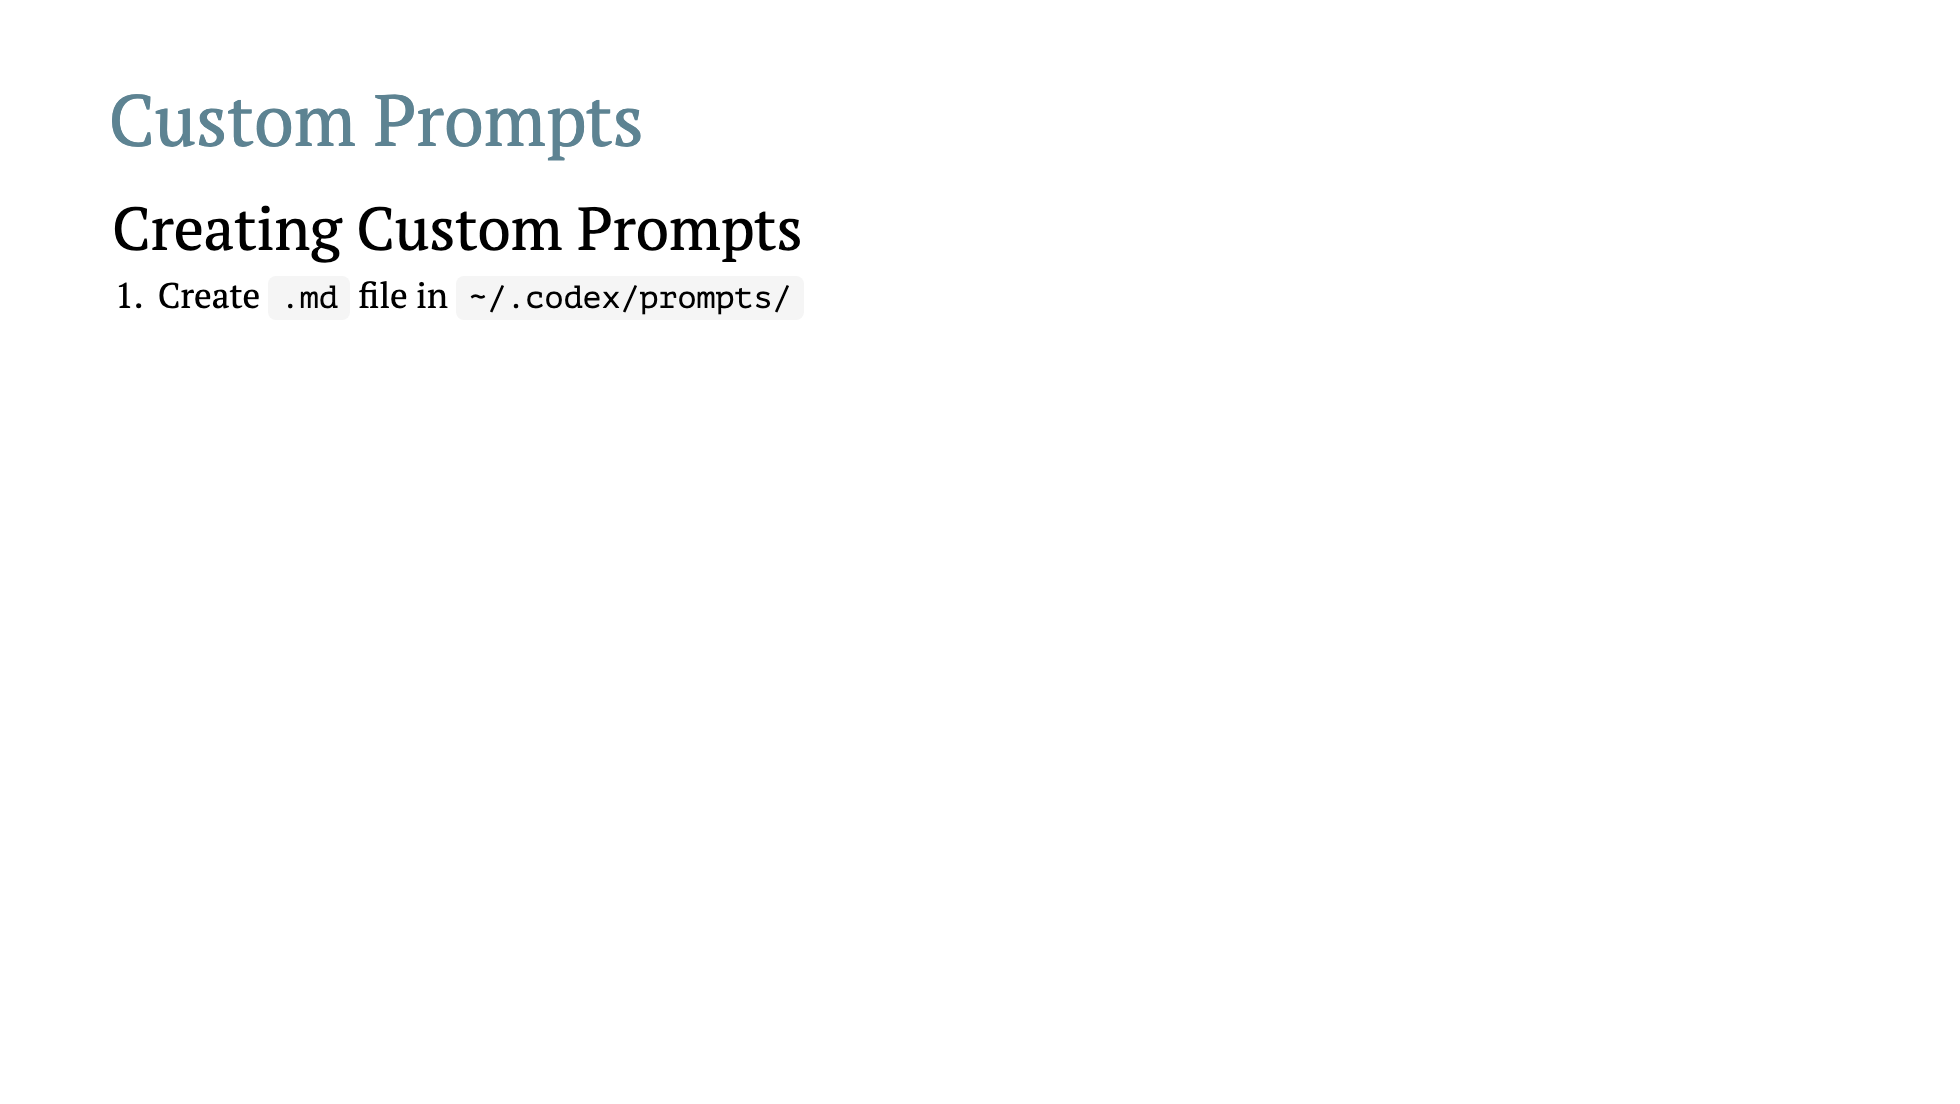 Custom Prompts
Creating Custom Prompts
1. Create .md file in ~/.codex/prompts/